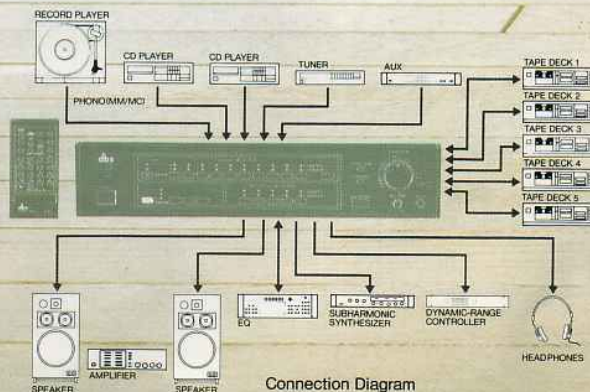 RECORD PLAYER
CD PLAYER
CD PLAYER
TUNER
AUX
PHONO(MM/MC)
TAPE DECK 1
TAPE DECK 2
TAPE DECK 3
TAPE DECK 4
TAPE DECK 5
dbx
SPEAKER
AMPLIFIER
SPEAKER
EQ
SUBHARMONIC
SYNTHESIZER
DYNAMIC-RANGE
CONTROLLER
HEADPHONES
Connection Diagram